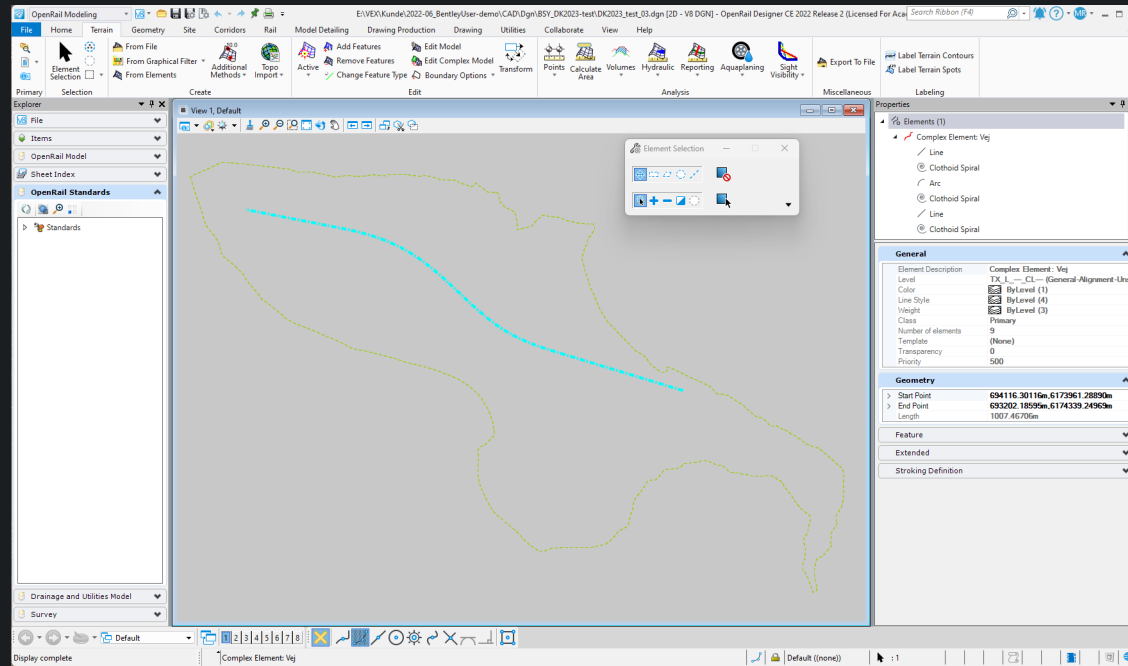 OpenRail Modeling
E:\VEX\Kunde\2022-06_BentleyUser-demo\CAD\Dgn\BSY_DK2023-test\DK2023_test_03.dgn [2D - V8 DGN] - OpenRail Designer CE 2022 Release 2 (Licensed For Aca
Search Ribbon (F4)
MR
File Home Terrain Geometry Site Corridors Rail Model Detailing Drawing Production Drawing Utilities Collaborate View Help
Element Selection
From File
From Graphical Filter
From Elements
Additional Methods
Topo Import
Active
Add Features
Remove Features
Change Feature Type
Edit Model
Edit Complex Model
Boundary Options
Transform
Points
Calculate Area
Volumes
Hydraulic
Reporting
Aquaplaning
Sight Visibility
Export To File
Label Terrain Contours
Label Terrain Spots
Primary Selection Create Edit Analysis Miscellaneous Labeling
Explorer
File
Items
OpenRail Model
Sheet Index
OpenRail Standards
Standards
Drainage and Utilities Model
Survey
View 1, Default
Element Selection
Properties
Elements (1)
Complex Element: Vej
Line
Clothoid Spiral
Arc
Clothoid Spiral
Line
Clothoid Spiral
General
Element Description Complex Element: Vej
Level TX_L_---_CL--- (General-Alignment-Uns
Color ByLevel (1)
Line Style ByLevel (4)
Weight ByLevel (3)
Class Primary
Number of elements 9
Template (None)
Transparency 0
Priority 500
Geometry
Start Point 694116.30116m,6173961.28890m
End Point 693202.18595m,6174339.24969m
Length 1007.46706m
Feature
Extended
Stroking Definition
Default
1 2 3 4 5 6 7 8
Display complete
Complex Element: Vej
Default ((none))
: 1